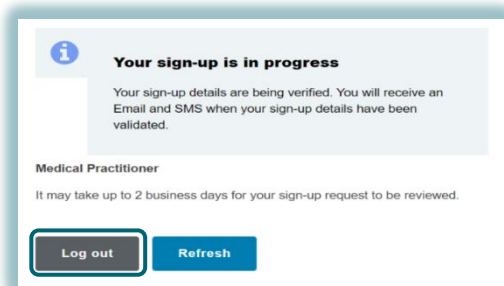 Your sign-up is in progress
Your sign-up details are being verified. You will receive an
Email and SMS when your sign-up details have been
validated.
Medical Practitioner
It may take up to 2 business days for your sign-up request to be reviewed.
Log out Refresh